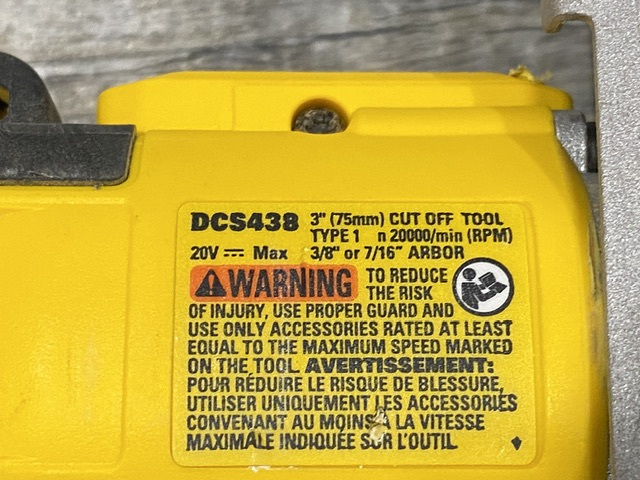 DCS438 3" (75mm) CUT OFF TOOL
TYPE 1 n 20000/min (RPM)
20V ⎓ Max 3/8" or 7/16" ARBOR
⚠WARNING TO REDUCE
THE RISK
OF INJURY, USE PROPER GUARD AND
USE ONLY ACCESSORIES RATED AT LEAST
EQUAL TO THE MAXIMUM SPEED MARKED
ON THE TOOL. AVERTISSEMENT:
POUR RÉDUIRE LE RISQUE DE BLESSURE,
UTILISER UNIQUEMENT LES ACCESSORIES
CONVENANT AU MOINS À LA VITESSE
MAXIMALE INDIQUÉE SUR L'OUTIL.